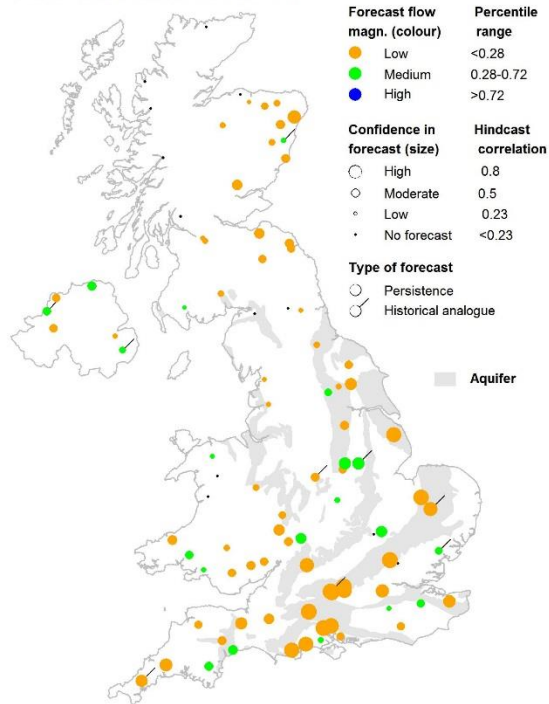 Forecast flow Percentile
magn. (colour) range
Low <0.28
Medium 0.28-0.72
High >0.72
Confidence in Hindcast
forecast (size) correlation
High 0.8
Moderate 0.5
Low 0.23
No forecast <0.23
Type of forecast
Persistence
Historical analogue
Aquifer